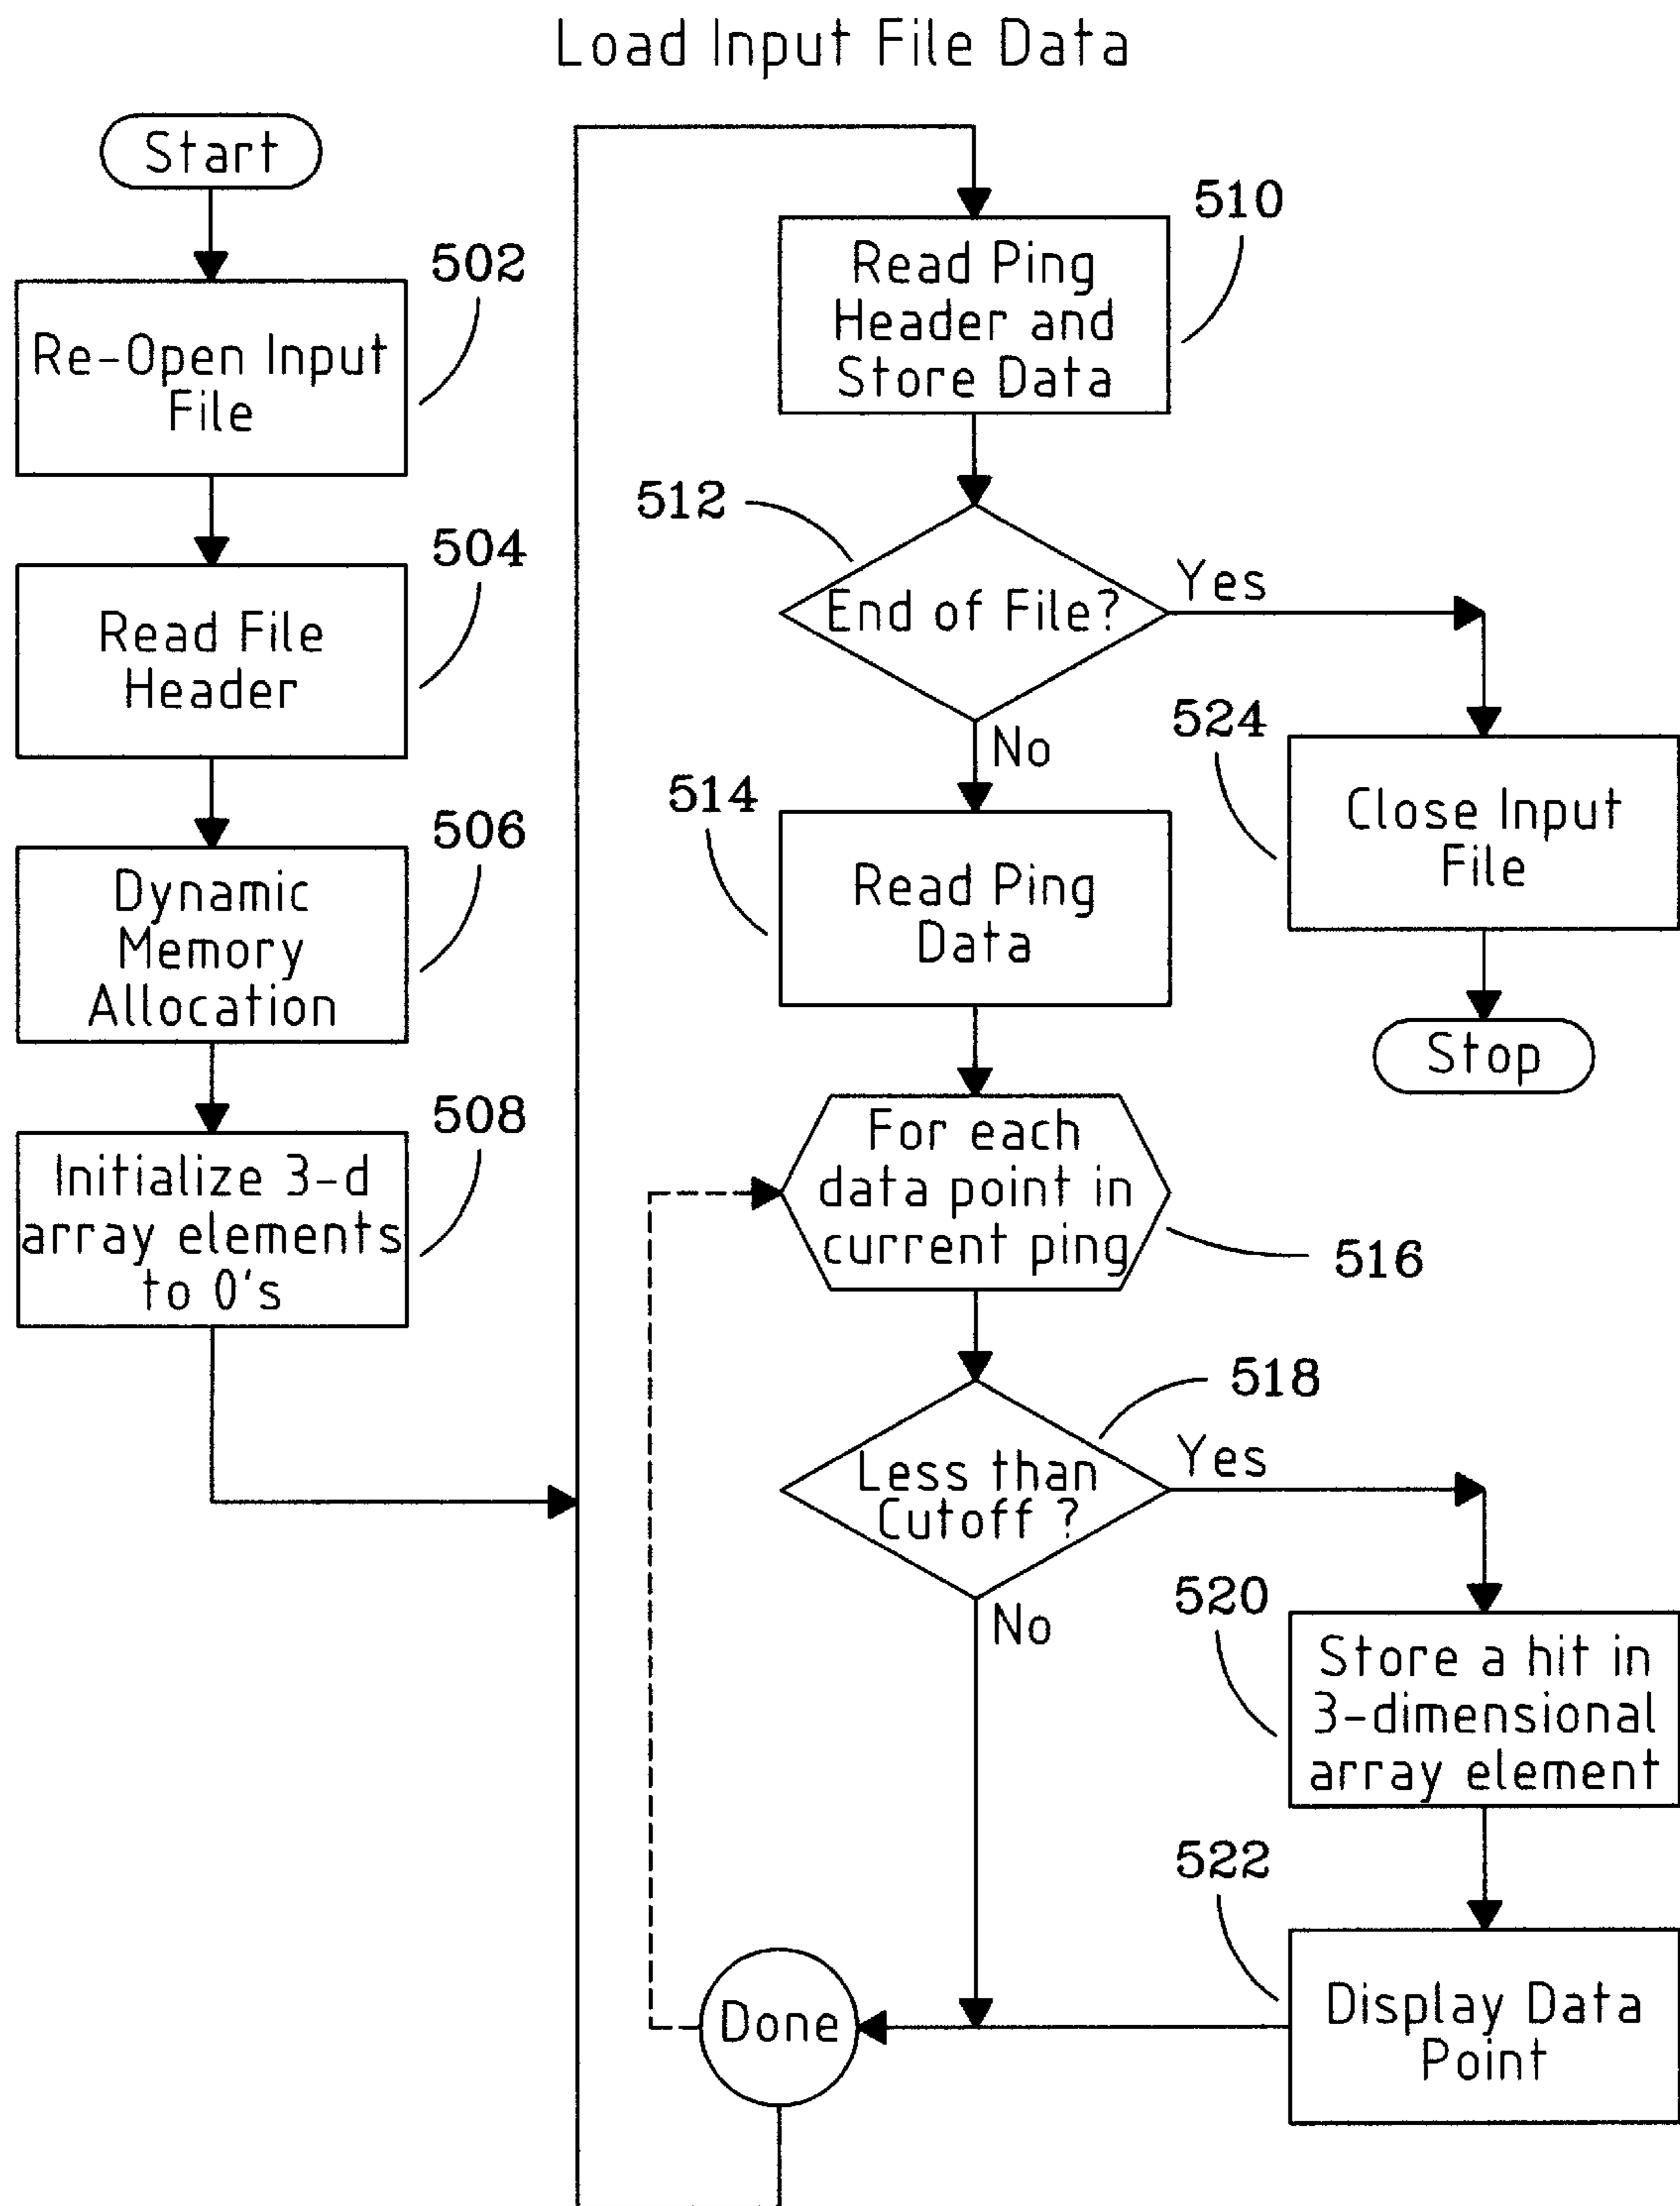 Load Input File Data
Start
502
Re-Open Input
File
504
Read File
Header
506
Dynamic
Memory
Allocation
508
Initialize 3-d
array elements
to 0's
510
Read Ping
Header and
Store Data
512
End of File?
Yes
No
524
Close Input
File
Stop
514
Read Ping
Data
For each
data point in
current ping
516
518
Less than
Cutoff ?
Yes
No
520
Store a hit in
3-dimensional
array element
522
Display Data
Point
Done